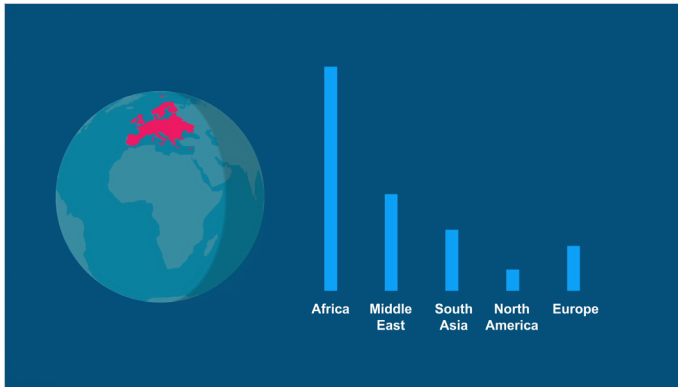 Africa
Middle
East
South
Asia
North
America
Europe